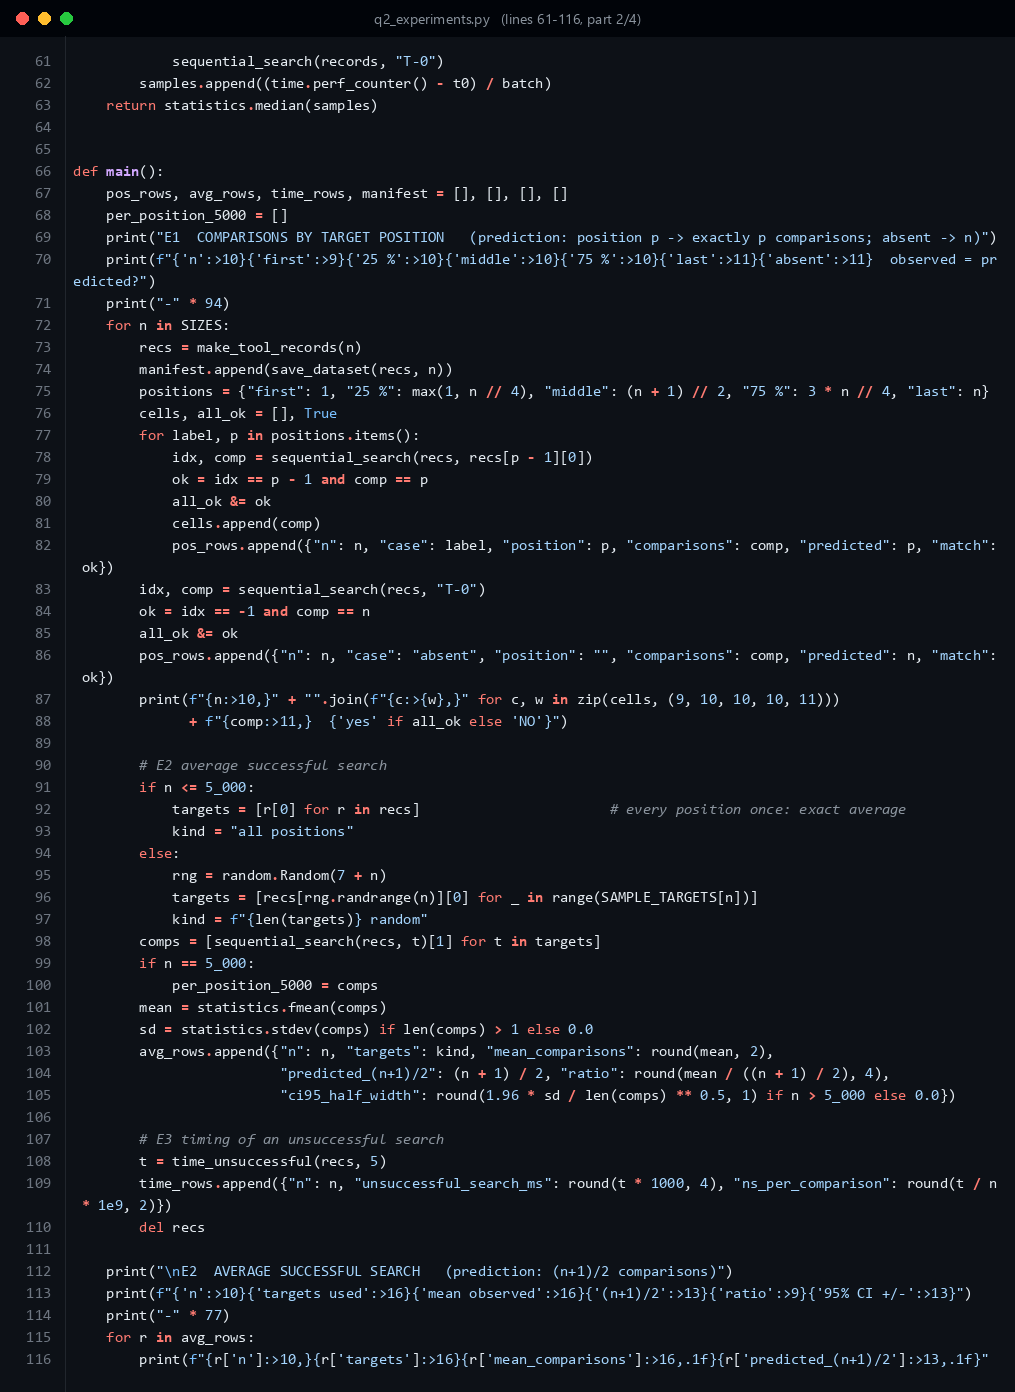 q2_experiments.py   (lines 61-116, part 2/4)
61            sequential_search(records, "T-0")
62        samples.append((time.perf_counter() - t0) / batch)
63    return statistics.median(samples)
64
65
66 def main():
67    pos_rows, avg_rows, time_rows, manifest = [], [], [], []
68    per_position_5000 = []
69    print("E1  COMPARISONS BY TARGET POSITION   (prediction: position p -> exactly p comparisons; absent -> n)")
70    print(f"{'n':>10}{'first':>9}{'25 %':>10}{'middle':>10}{'75 %':>10}{'last':>11}{'absent':>11}  observed = pr
edicted?")
71    print("-" * 94)
72    for n in SIZES:
73        recs = make_tool_records(n)
74        manifest.append(save_dataset(recs, n))
75        positions = {"first": 1, "25 %": max(1, n // 4), "middle": (n + 1) // 2, "75 %": 3 * n // 4, "last": n}
76        cells, all_ok = [], True
77        for label, p in positions.items():
78            idx, comp = sequential_search(recs, recs[p - 1][0])
79            ok = idx == p - 1 and comp == p
80            all_ok &= ok
81            cells.append(comp)
82            pos_rows.append({"n": n, "case": label, "position": p, "comparisons": comp, "predicted": p, "match":
 ok})
83        idx, comp = sequential_search(recs, "T-0")
84        ok = idx == -1 and comp == n
85        all_ok &= ok
86        pos_rows.append({"n": n, "case": "absent", "position": "", "comparisons": comp, "predicted": n, "match":
 ok})
87        print(f"{n:>10,}" + "".join(f"{c:>{w},}" for c, w in zip(cells, (9, 10, 10, 10, 11)))
88              + f"{comp:>11,}  {'yes' if all_ok else 'NO'}")
89
90        # E2 average successful search
91        if n <= 5_000:
92            targets = [r[0] for r in recs]                       # every position once: exact average
93            kind = "all positions"
94        else:
95            rng = random.Random(7 + n)
96            targets = [recs[rng.randrange(n)][0] for _ in range(SAMPLE_TARGETS[n])]
97            kind = f"{len(targets)} random"
98        comps = [sequential_search(recs, t)[1] for t in targets]
99        if n == 5_000:
100            per_position_5000 = comps
101        mean = statistics.fmean(comps)
102        sd = statistics.stdev(comps) if len(comps) > 1 else 0.0
103        avg_rows.append({"n": n, "targets": kind, "mean_comparisons": round(mean, 2),
104                         "predicted_(n+1)/2": (n + 1) / 2, "ratio": round(mean / ((n + 1) / 2), 4),
105                         "ci95_half_width": round(1.96 * sd / len(comps) ** 0.5, 1) if n > 5_000 else 0.0})
106
107        # E3 timing of an unsuccessful search
108        t = time_unsuccessful(recs, 5)
109        time_rows.append({"n": n, "unsuccessful_search_ms": round(t * 1000, 4), "ns_per_comparison": round(t / n
 * 1e9, 2)})
110        del recs
111
112    print("\nE2  AVERAGE SUCCESSFUL SEARCH   (prediction: (n+1)/2 comparisons)")
113    print(f"{'n':>10}{'targets used':>16}{'mean observed':>16}{'(n+1)/2':>13}{'ratio':>9}{'95% CI +/-':>13}")
114    print("-" * 77)
115    for r in avg_rows:
116        print(f"{r['n']:>10,}{r['targets']:>16}{r['mean_comparisons']:>16,.1f}{r['predicted_(n+1)/2']:>13,.1f}"